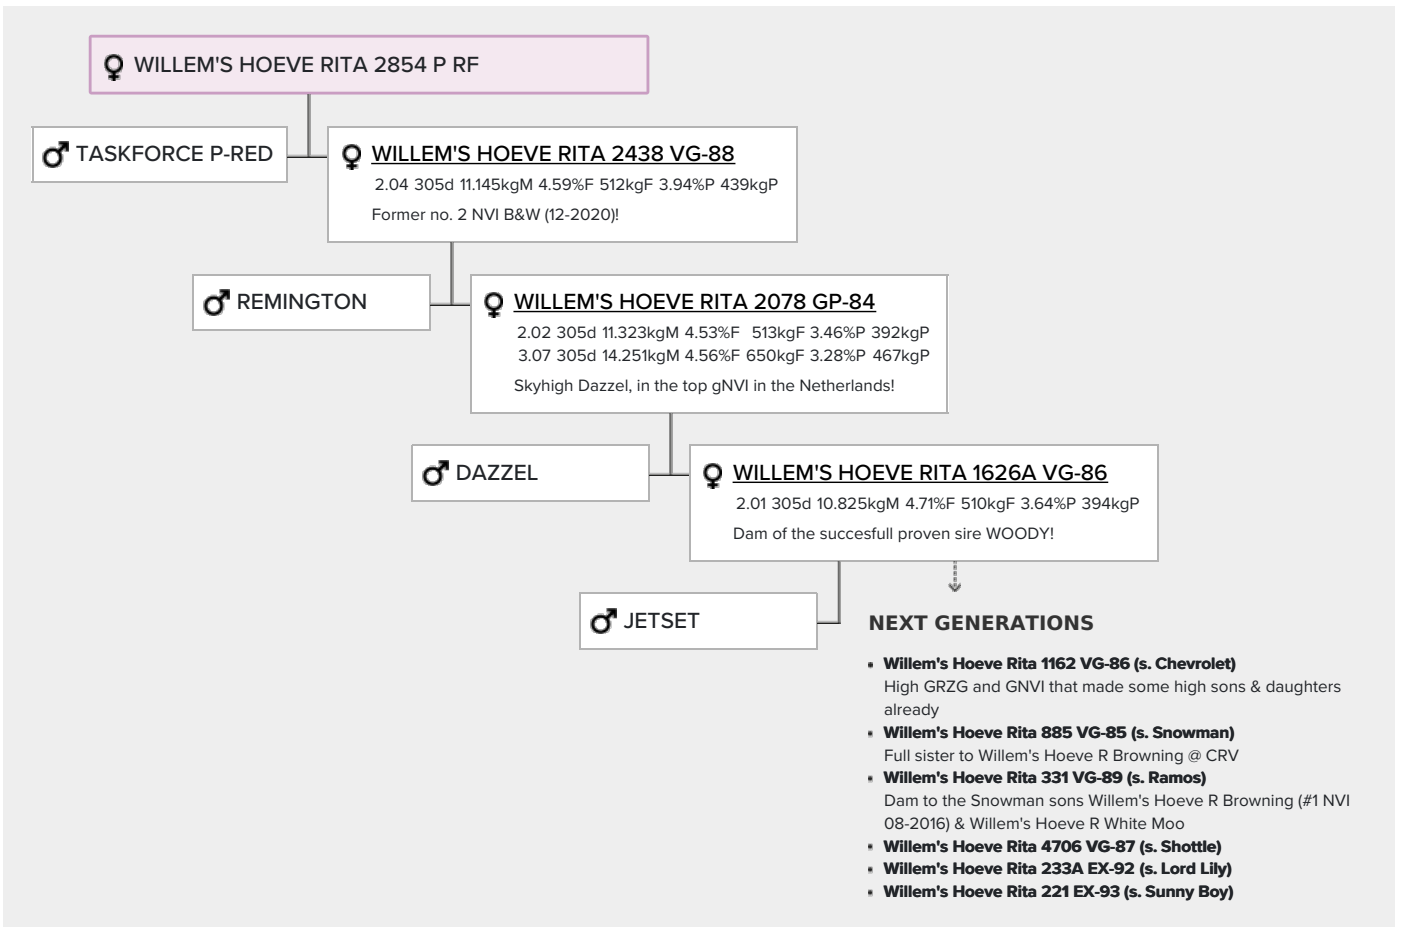 WILLEM'S HOEVE RITA 2854 P RF
TASKFORCE P-RED
WILLEM'S HOEVE RITA 2438 VG-88
2.04 305d 11.145kgM 4.59%F 512kgF 3.94%P 439kgP
Former no. 2 NVI B&W (12-2020)!
REMINGTON
WILLEM'S HOEVE RITA 2078 GP-84
2.02 305d 11.323kgM 4.53%F 513kgF 3.46%P 392kgP
3.07 305d 14.251kgM 4.56%F 650kgF 3.28%P 467kgP
Skyhigh Dazzel, in the top gNVI in the Netherlands!
DAZZEL
WILLEM'S HOEVE RITA 1626A VG-86
2.01 305d 10.825kgM 4.71%F 510kgF 3.64%P 394kgP
Dam of the succesfull proven sire WOODY!
JETSET
NEXT GENERATIONS
Willem's Hoeve Rita 1162 VG-86 (s. Chevrolet)
High GRZG and GNVI that made some high sons & daughters
already
Willem's Hoeve Rita 885 VG-85 (s. Snowman)
Full sister to Willem's Hoeve R Browning @ CRV
Willem's Hoeve Rita 331 VG-89 (s. Ramos)
Dam to the Snowman sons Willem's Hoeve R Browning (#1 NVI
08-2016) & Willem's Hoeve R White Moo
Willem's Hoeve Rita 4706 VG-87 (s. Shottle)
Willem's Hoeve Rita 233A EX-92 (s. Lord Lily)
Willem's Hoeve Rita 221 EX-93 (s. Sunny Boy)